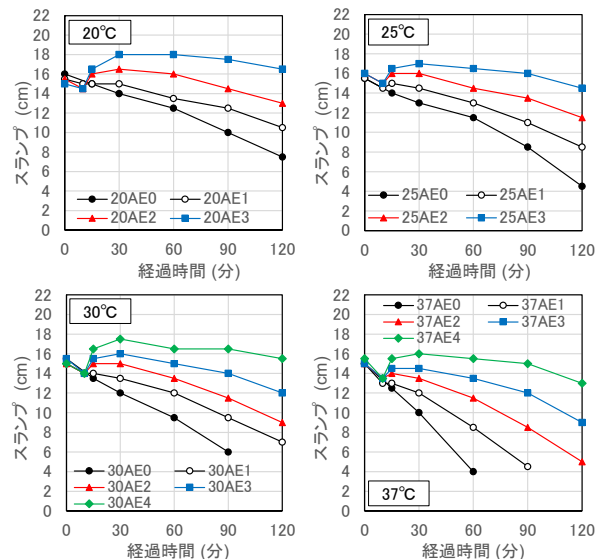 22
20
18
16
14
12
10
8
6
4
2
0
スランプ (cm)
20℃
20AE0 20AE1
20AE2 20AE3
0 30 60 90 120
経過時間 (分)
22
20
18
16
14
12
10
8
6
4
2
0
スランプ (cm)
25℃
25AE0 25AE1
25AE2 25AE3
0 30 60 90 120
経過時間 (分)
22
20
18
16
14
12
10
8
6
4
2
0
スランプ (cm)
30℃
30AE0 30AE1
30AE2 30AE3
30AE4
0 30 60 90 120
経過時間 (分)
22
20
18
16
14
12
10
8
6
4
2
0
スランプ (cm)
37AE0 37AE1
37AE2 37AE3
37AE4
37℃
0 30 60 90 120
経過時間 (分)